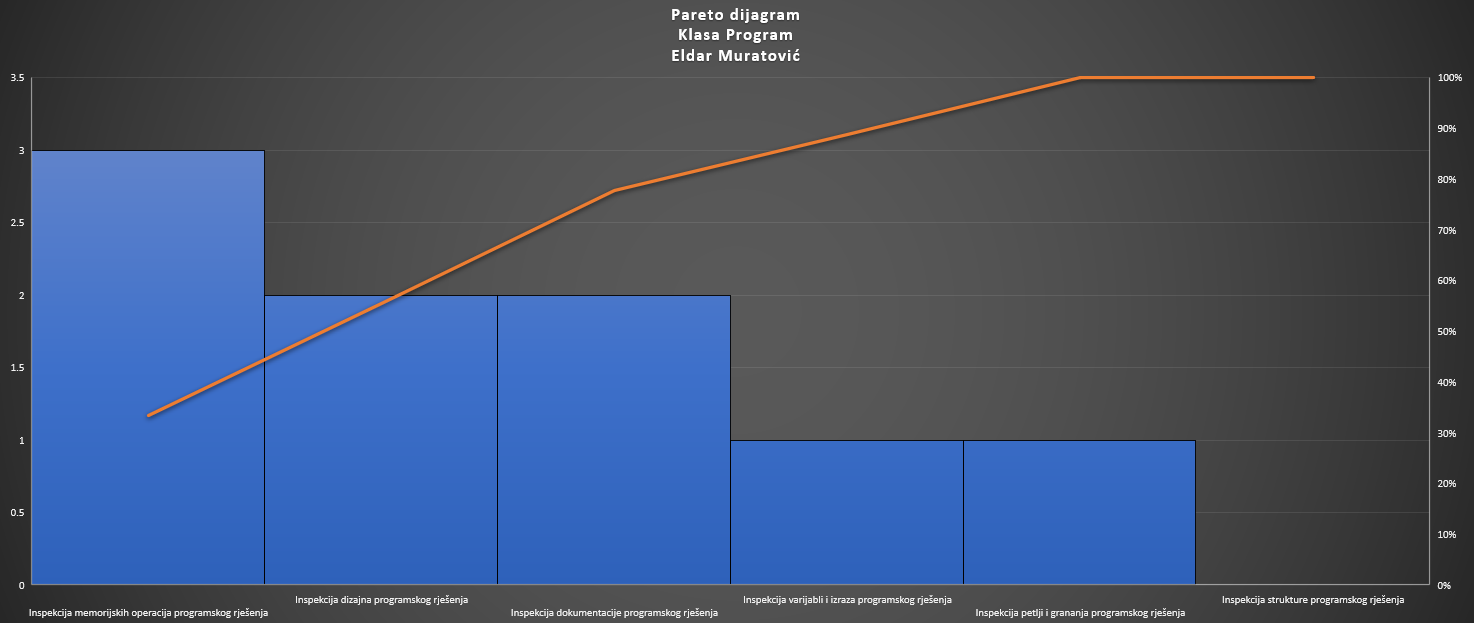 Pareto dijagram
Klasa Program
Eldar Muratović
3.5
3
2.5
2
1.5
1
0.5
0
100%
90%
80%
70%
60%
50%
40%
30%
20%
10%
0%
Inspekcija memorijskih operacija programskog rješenja
Inspekcija dizajna programskog rješenja
Inspekcija dokumentacije programskog rješenja
Inspekcija varijabli i izraza programskog rješenja
Inspekcija petlji i grananja programskog rješenja
Inspekcija strukture programskog rješenja